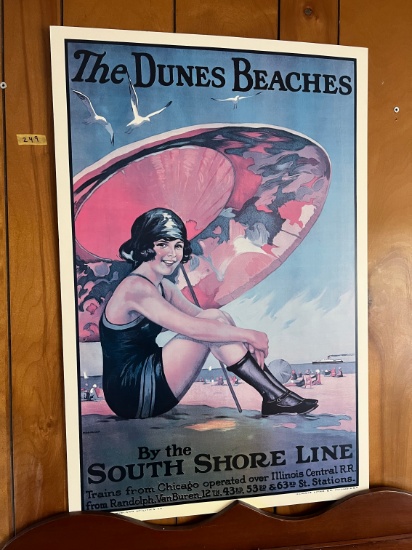 The DUNES BEACHES
249
By the
SOUTH SHORE LINE
Trains from Chicago operated over Illinois Central R.R.
from Randolph, Van Buren, 12th, 43rd, 53rd & 63rd St. Stations.